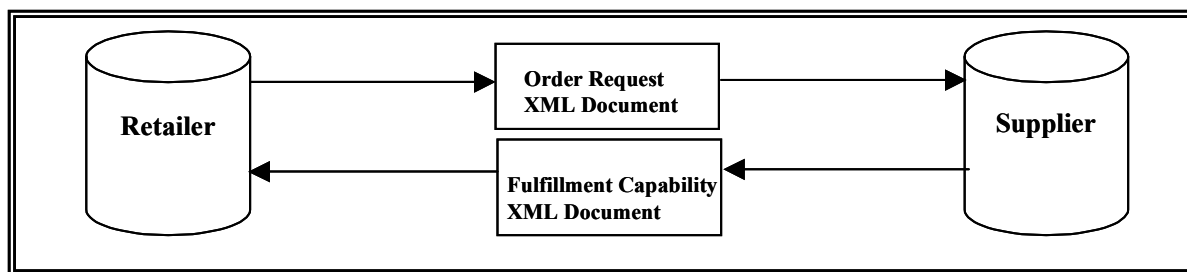 Retailer
Order Request
XML Document
Supplier
Fulfillment Capability
XML Document